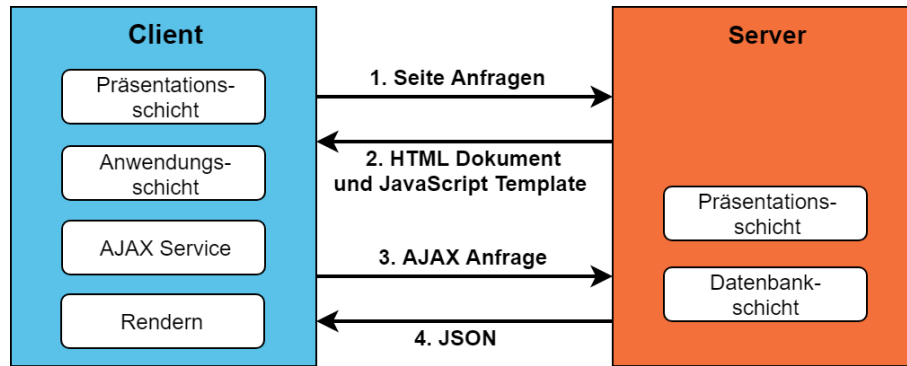 Client
Präsentations-
schicht
Anwendungs-
schicht
AJAX Service
Rendern
1. Seite Anfragen
2. HTML Dokument
und JavaScript Template
3. AJAX Anfrage
4. JSON
Server
Präsentations-
schicht
Datenbank-
schicht